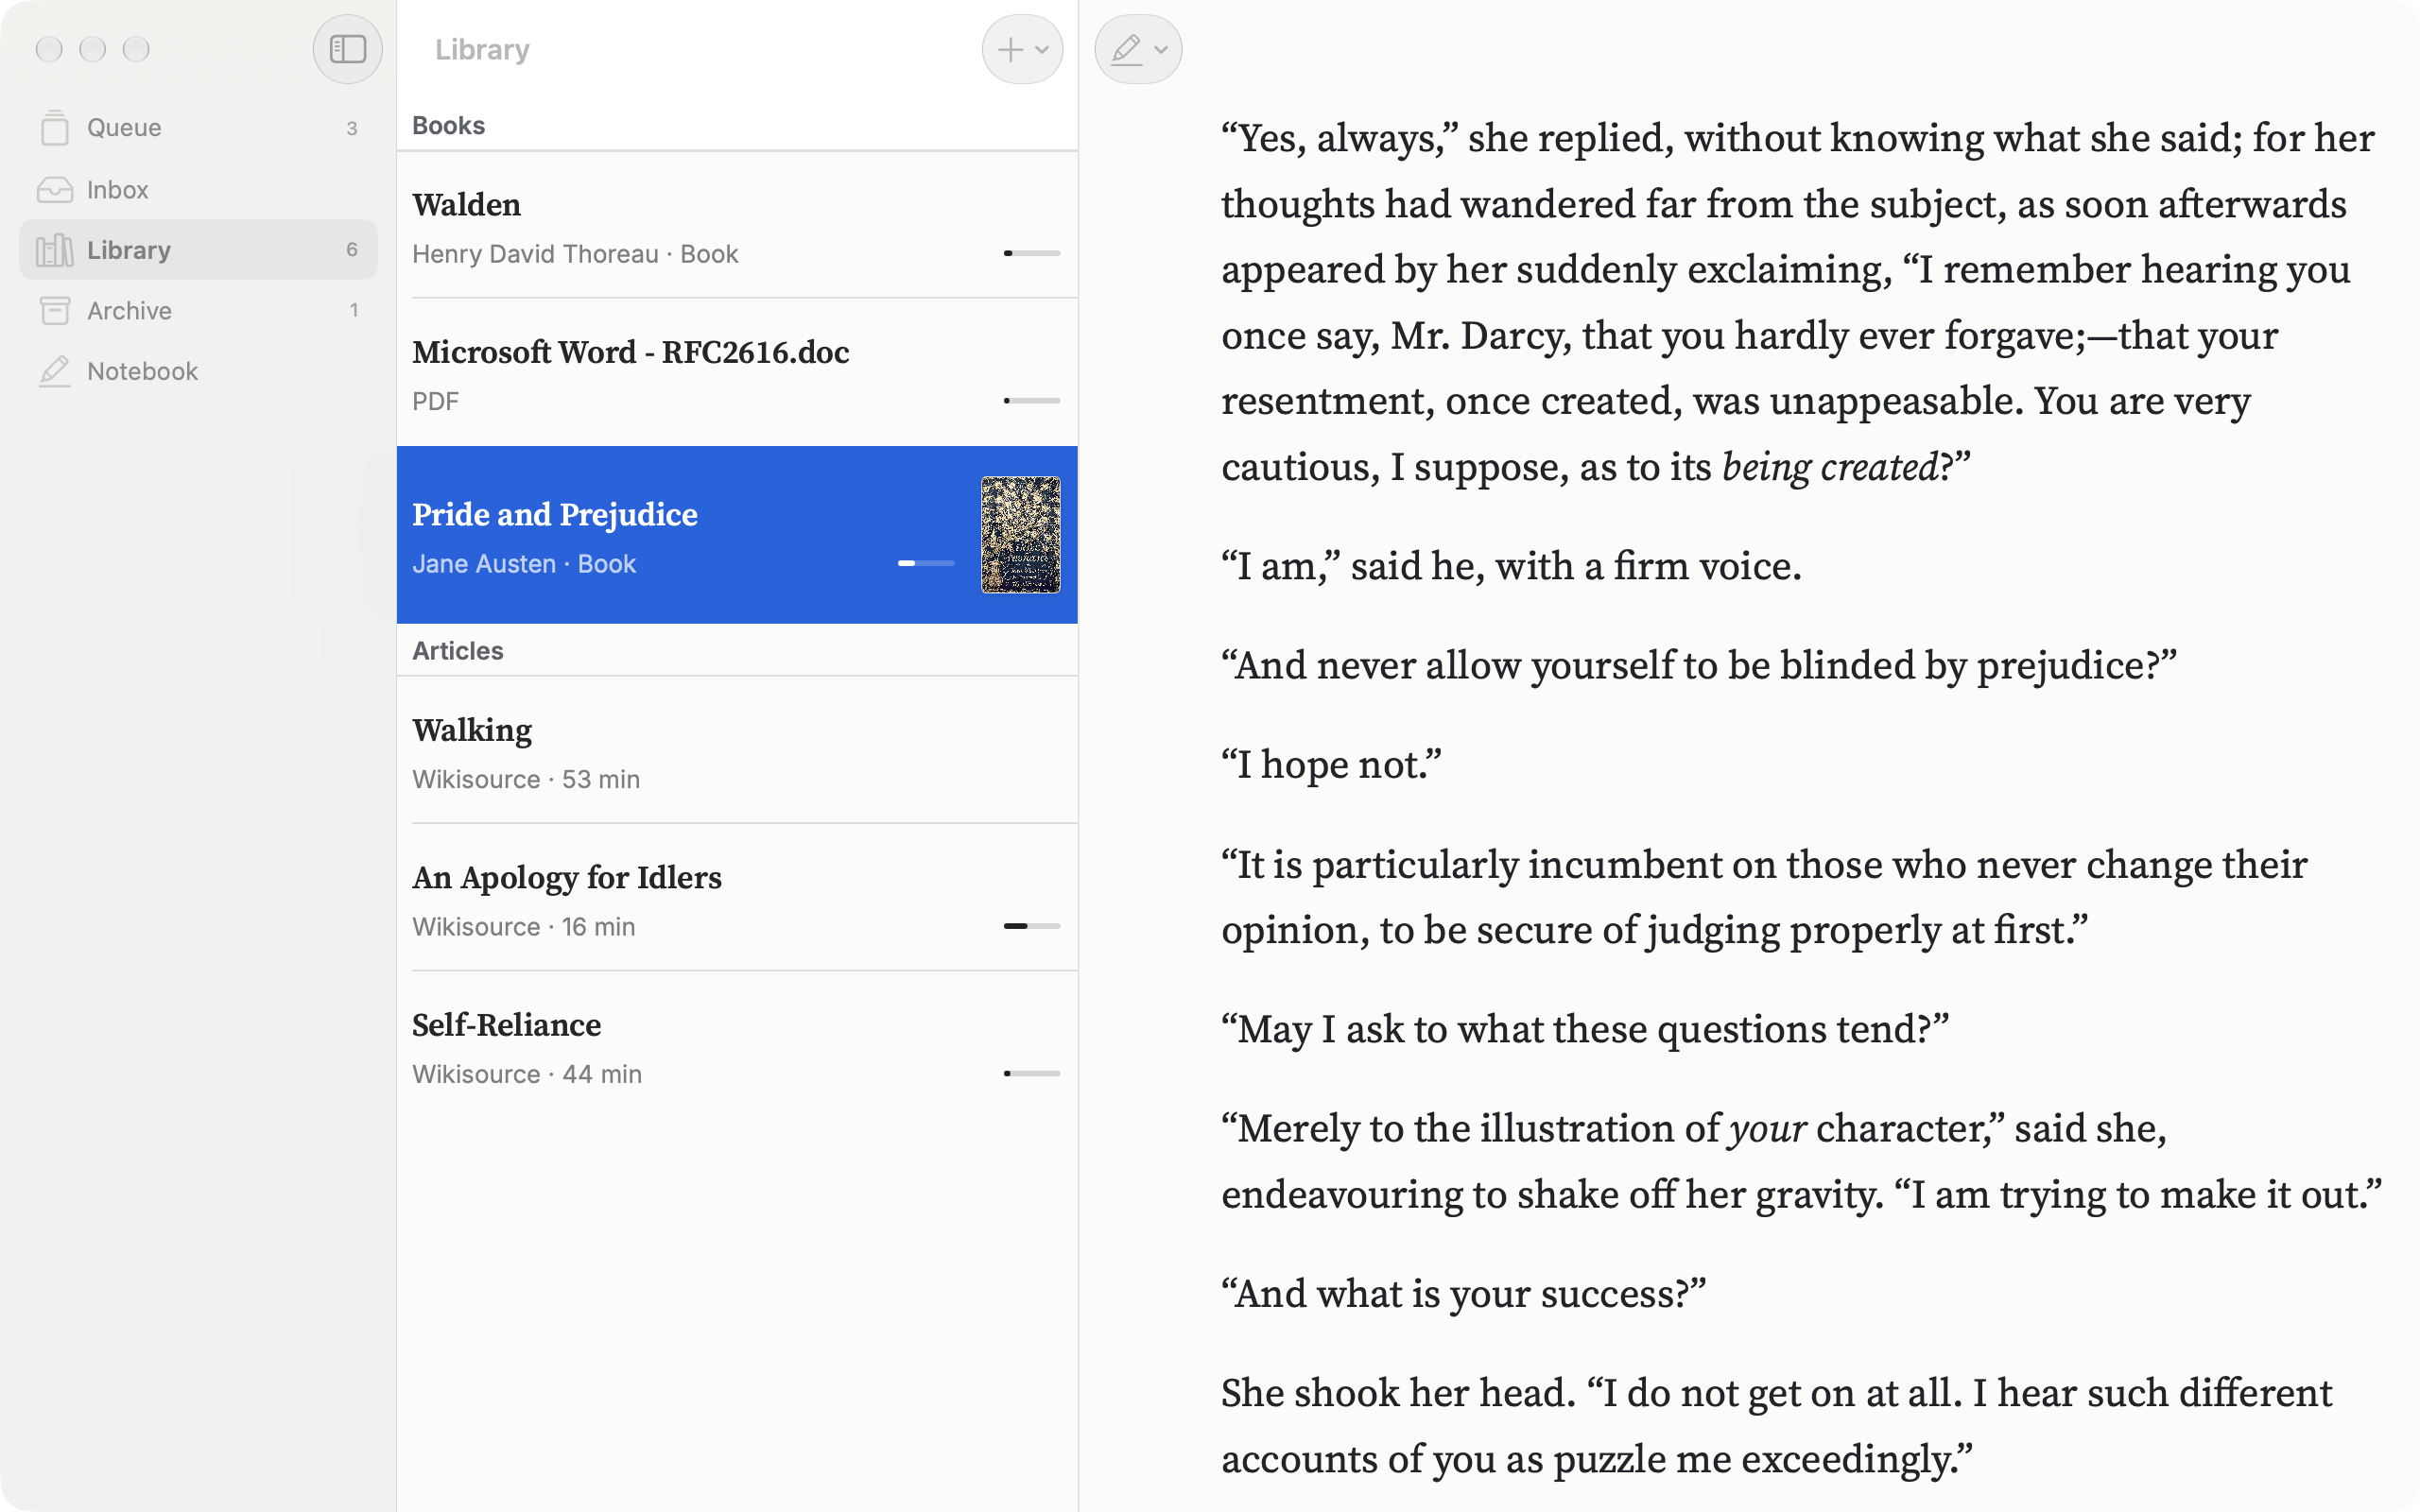 Library
Queue 3
Inbox
Library 6
Archive 1
Notebook
Books
Walden
Henry David Thoreau · Book
Microsoft Word - RFC2616.doc
PDF
Pride and Prejudice
Jane Austen · Book
Articles
Walking
Wikisource · 53 min
An Apology for Idlers
Wikisource · 16 min
Self-Reliance
Wikisource · 44 min
“Yes, always,” she replied, without knowing what she said; for her
thoughts had wandered far from the subject, as soon afterwards
appeared by her suddenly exclaiming, “I remember hearing you
once say, Mr. Darcy, that you hardly ever forgave;—that your
resentment, once created, was unappeasable. You are very
cautious, I suppose, as to its being created?”
“I am,” said he, with a firm voice.
“And never allow yourself to be blinded by prejudice?”
“I hope not.”
“It is particularly incumbent on those who never change their
opinion, to be secure of judging properly at first.”
“May I ask to what these questions tend?”
“Merely to the illustration of your character,” said she,
endeavouring to shake off her gravity. “I am trying to make it out.”
“And what is your success?”
She shook her head. “I do not get on at all. I hear such different
accounts of you as puzzle me exceedingly.”